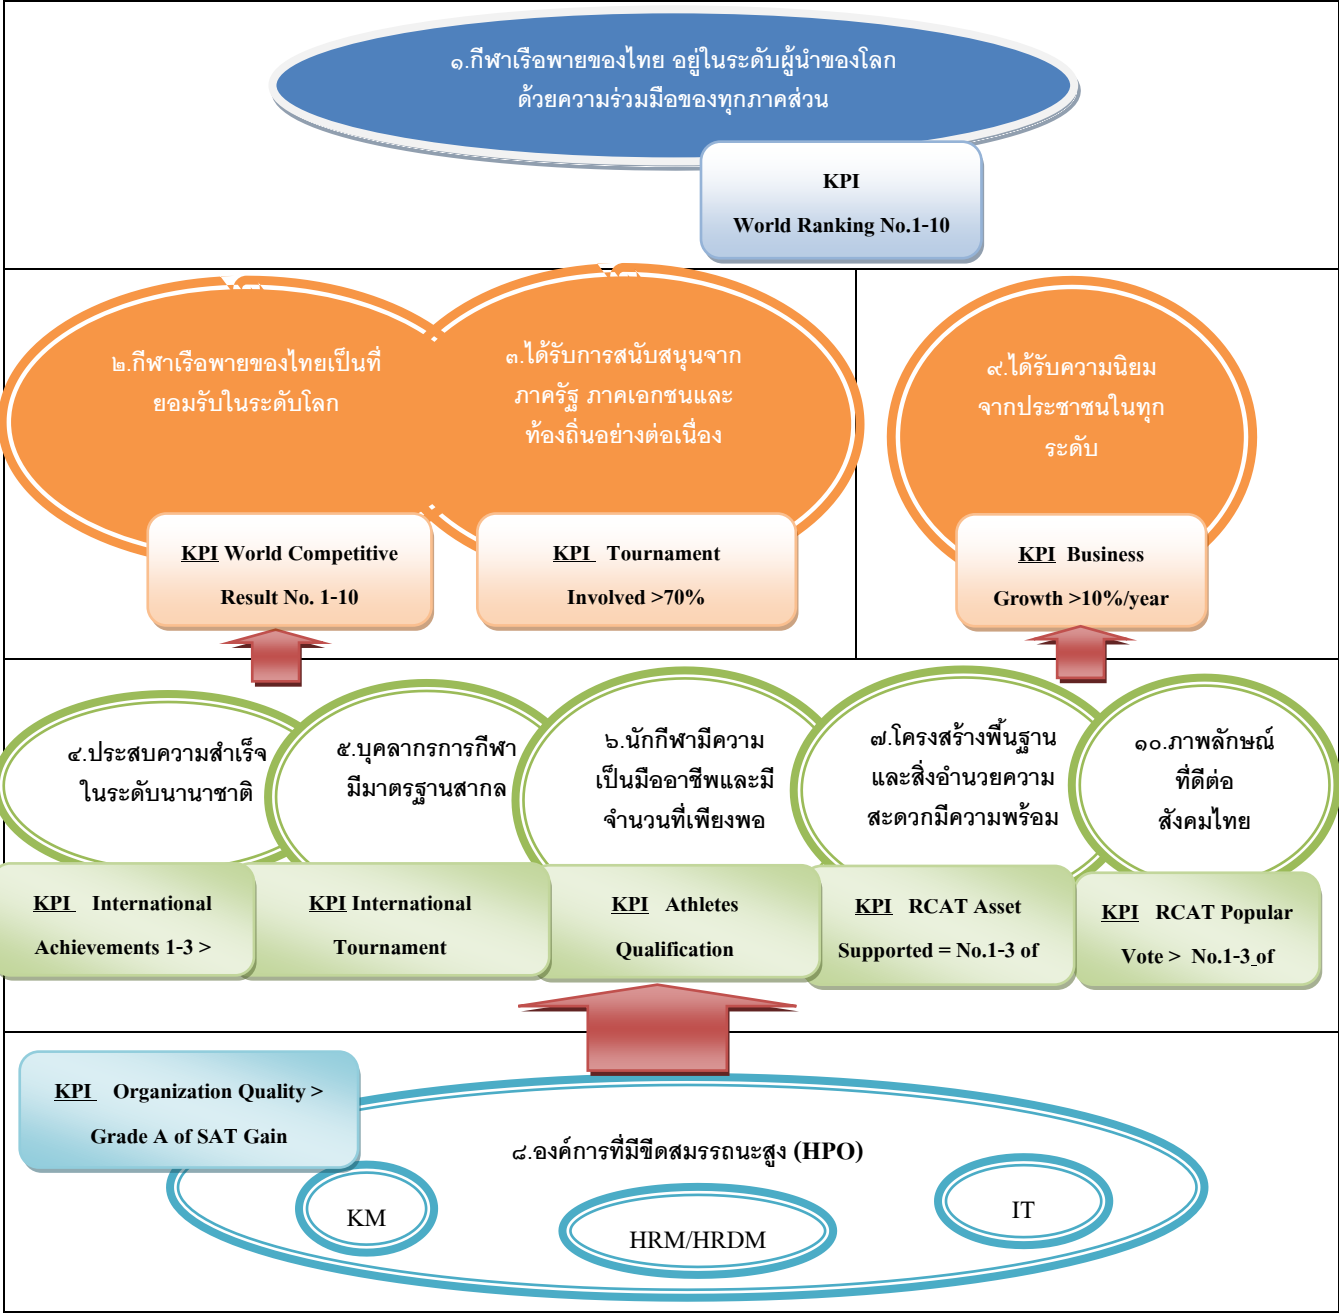 ๑.กีฬาเรือพายของไทย อยู่ในระดับผู้นำของโลก
ด้วยความร่วมมือของทุกภาคส่วน
KPI
World Ranking No.1-10
๒.กีฬาเรือพายของไทยเป็นที่
ยอมรับในระดับโลก
KPI World Competitive
Result No. 1-10
๓.ได้รับการสนับสนุนจาก
ภาครัฐ ภาคเอกชนและ
ท้องถิ่นอย่างต่อเนื่อง
KPI Tournament
Involved >70%
๙.ได้รับความนิยม
จากประชาชนในทุก
ระดับ
KPI Business
Growth >10%/year
๔.ประสบความสำเร็จ
ในระดับนานาชาติ
KPI International
Achievements 1-3 >
๕.บุคลากรการกีฬา
มีมาตรฐานสากล
KPI International
Tournament
๖.นักกีฬามีความ
เป็นมืออาชีพและมี
จำนวนที่เพียงพอ
KPI Athletes
Qualification
๗.โครงสร้างพื้นฐาน
และสิ่งอำนวยความ
สะดวกมีความพร้อม
KPI RCAT Asset
Supported = No.1-3 of
๑๐.ภาพลักษณ์
ที่ดีต่อ
สังคมไทย
KPI RCAT Popular
Vote > No.1-3 of
KPI Organization Quality >
Grade A of SAT Gain
๘.องค์การที่มีขีดสมรรถนะสูง (HPO)
KM
HRM/HRDM
IT